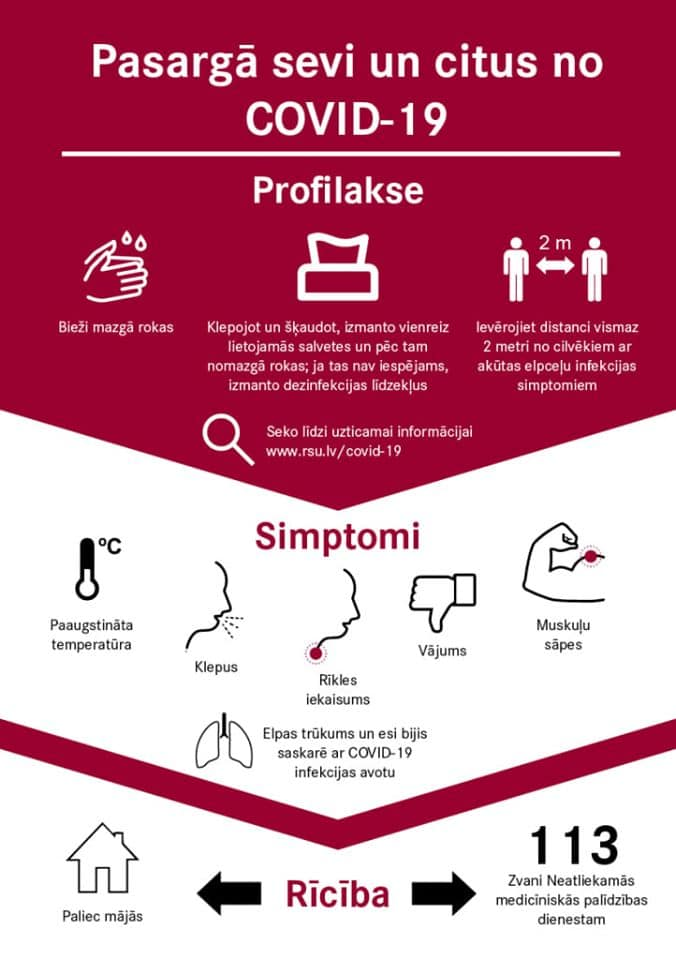 Pasargā sevi un citus no
COVID-19
Profilakse
2 m
Bieži mazgā rokas
Klepojot un šķaudot, izmanto vienreiz
lietojamās salvetes un pēc tam
nomazgā rokas; ja tas nav iespējams,
izmanto dezinfekcijas līdzekļus
Ievērojiet distanci vismaz
2 metri no cilvēkiem ar
akūtas elpceļu infekcijas
simptomiem
Seko līdzi uzticamai informācijai
www.rsu.lv/covid-19
Simptomi
ºC
Paaugstināta
temperatūra
Klepus
Rīkles
iekaisums
Vājums
Muskuļu
sāpes
Elpas trūkums un esi bijis
saskarē ar COVID-19
infekcijas avotu
Paliec mājās
Rīcība
113
Zvani Neatliekamās
medicīniskās palīdzības
dienestam